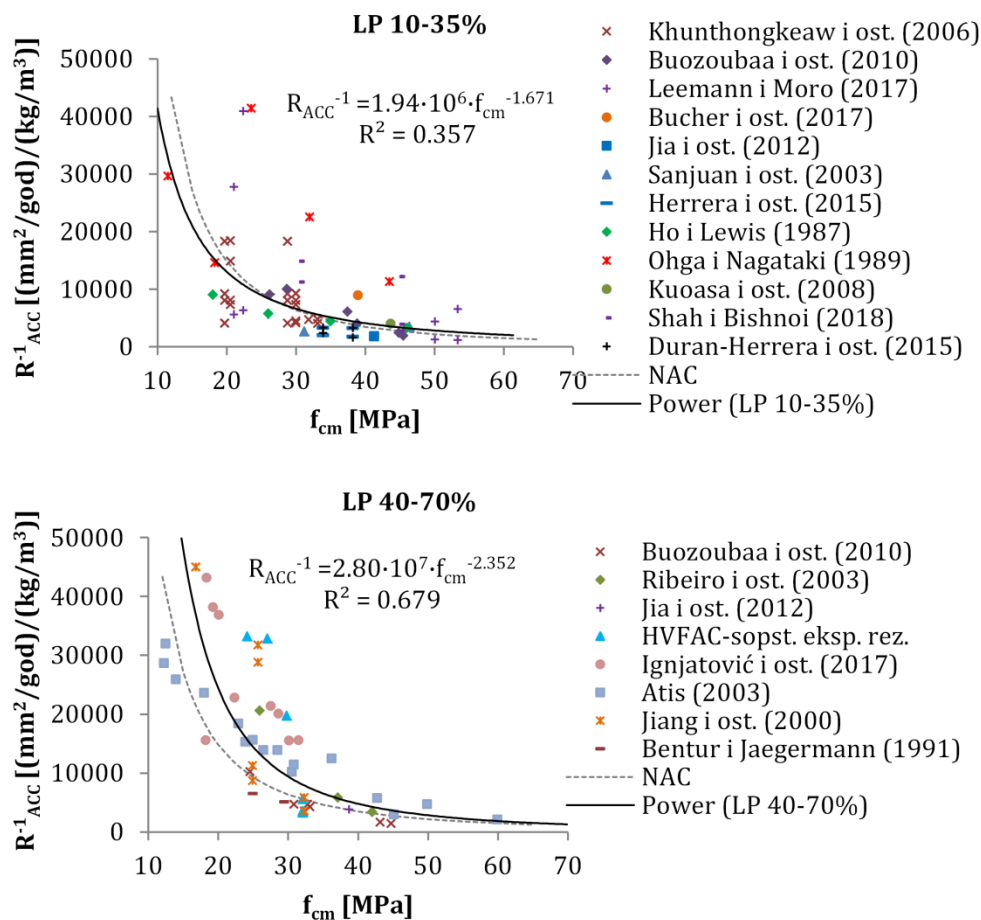 LP 10-35%
R⁻¹ACC [(mm²/god)/(kg/m³)]
50000
40000
30000
20000
10000
0
R_ACC⁻¹ =1.94·10⁶·f_cm⁻¹·⁶⁷¹
R² = 0.357
10 20 30 40 50 60 70
f_cm [MPa]
Khunthongkeaw i ost. (2006)
Buozoubaa i ost. (2010)
Leemann i Moro (2017)
Bucher i ost. (2017)
Jia i ost. (2012)
Sanjuan i ost. (2003)
Herrera i ost. (2015)
Ho i Lewis (1987)
Ohga i Nagataki (1989)
Kuoasa i ost. (2008)
Shah i Bishnoi (2018)
Duran-Herrera i ost. (2015)
NAC
Power (LP 10-35%)
LP 40-70%
R⁻¹ACC [(mm²/god)/(kg/m³)]
50000
40000
30000
20000
10000
0
R_ACC⁻¹ =2.80·10⁷·f_cm⁻²·³⁵²
R² = 0.679
10 20 30 40 50 60 70
f_cm [MPa]
Buozoubaa i ost. (2010)
Ribeiro i ost. (2003)
Jia i ost. (2012)
HVFAC-sopst. eksp. rez.
Ignjatović i ost. (2017)
Atis (2003)
Jiang i ost. (2000)
Bentur i Jaegermann (1991)
NAC
Power (LP 40-70%)